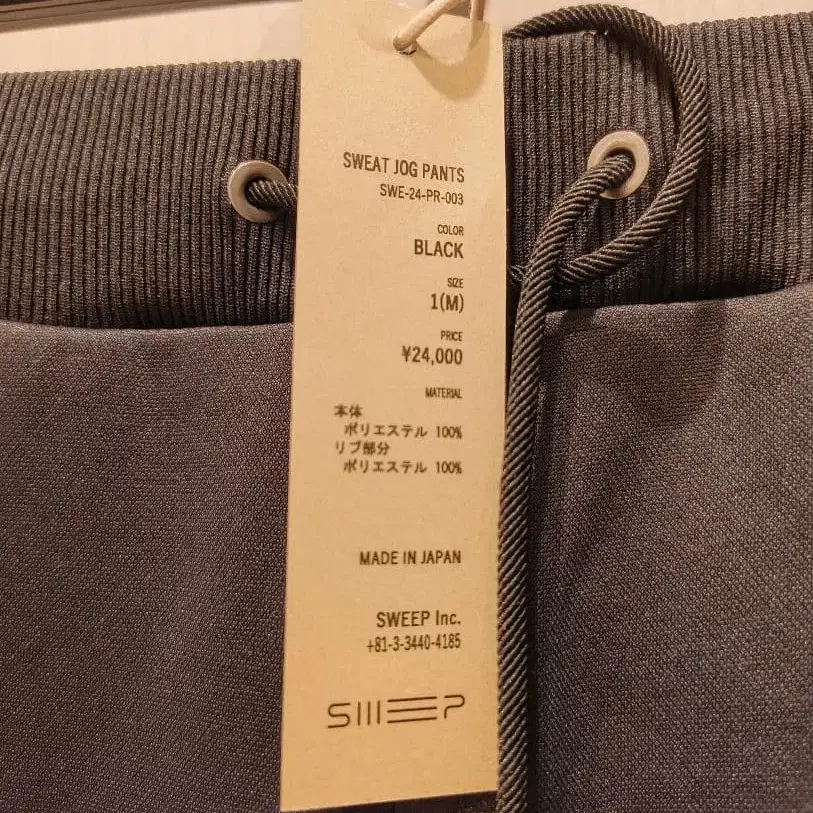 SWEAT JOG PANTS
SWE-24-PR-003
COLOR
BLACK
SIZE
1(M)
PRICE
¥24,000
MATERIAL
本体
ポリエステル 100%
リブ部分
ポリエステル 100%
MADE IN JAPAN
SWEEP Inc.
+81-3-3440-4185
SWEEP